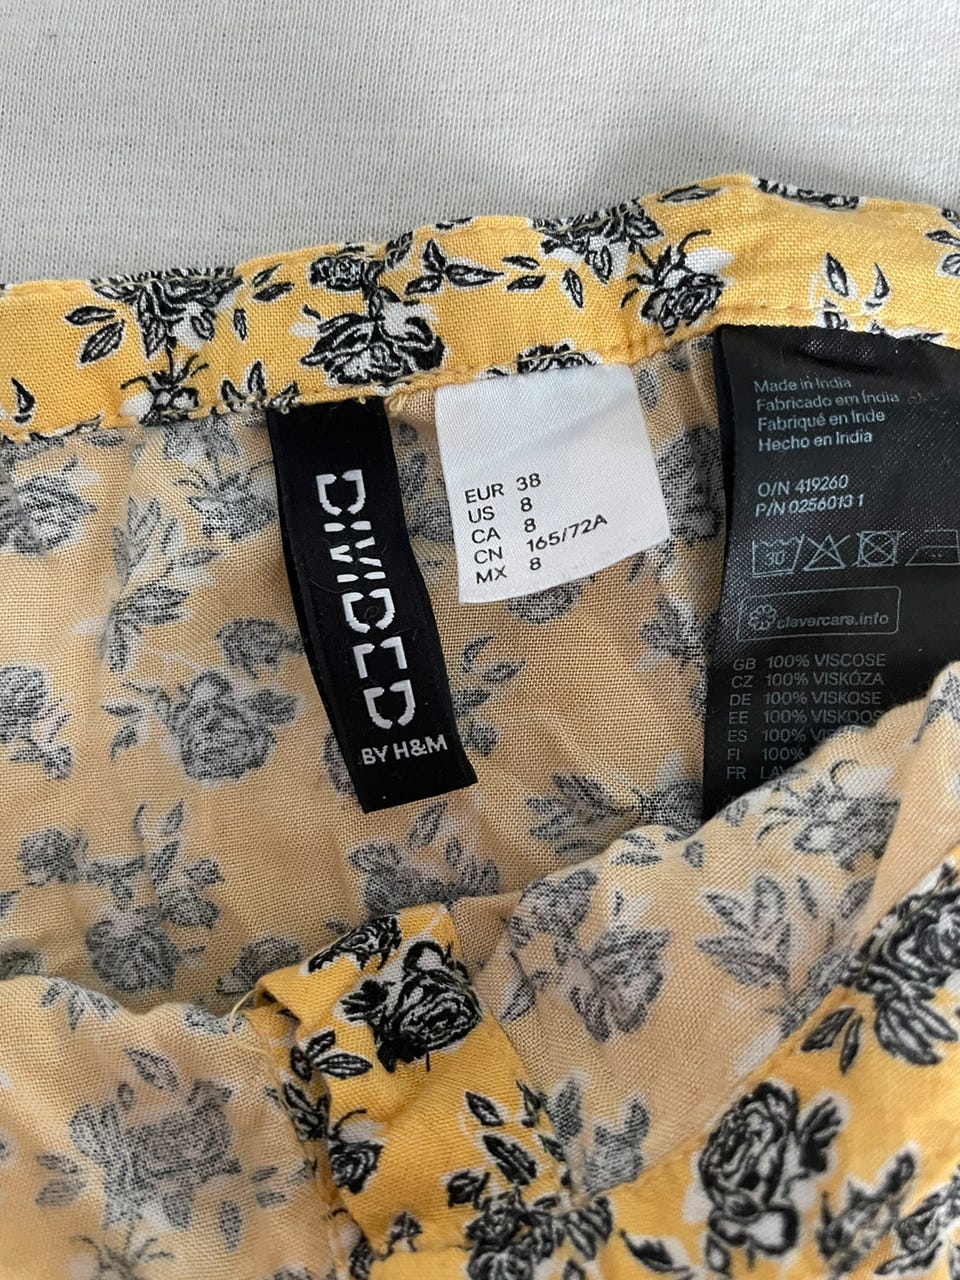 DIVIDED
BY H&M
EUR 38
US 8
CA 8
CN 165/72A
MX 8
Made in India
Fabricado em Índia
Fabriqué en Inde
Hecho en India
O/N 419260
P/N 0256013 1
30
clevercare.info
GB 100% VISCOSE
CZ 100% VISKÓZA
DE 100% VISKOSE
EE 100%
ES 100%
FI 100%
FR